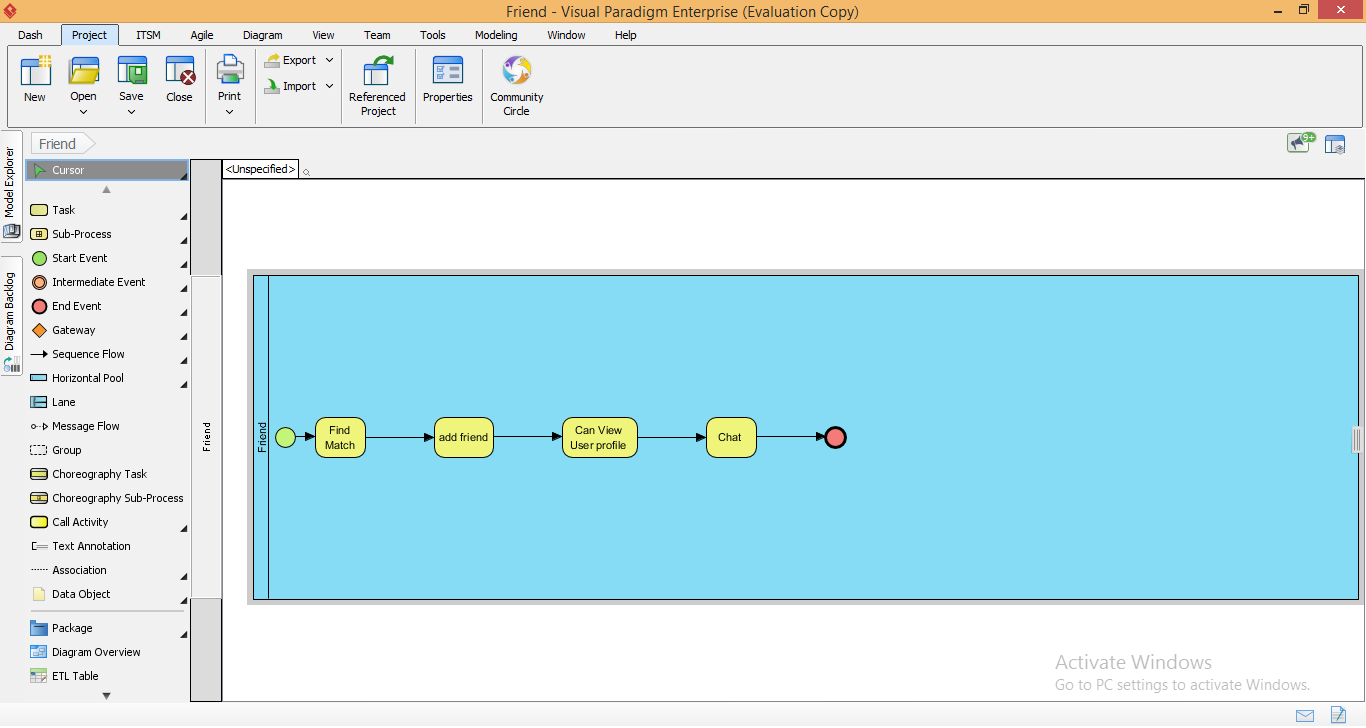 Friend - Visual Paradigm Enterprise (Evaluation Copy)
Dash Project ITSM Agile Diagram View Team Tools Modeling Window Help
New Open Save Close Print
Export
Import
Referenced
Project
Properties
Community
Circle
Model Explorer
Diagram Backlog
Friend
9+
Cursor
Task
Sub-Process
Start Event
Intermediate Event
End Event
Gateway
Sequence Flow
Horizontal Pool
Lane
Message Flow
Group
Choreography Task
Choreography Sub-Process
Call Activity
Text Annotation
Association
Data Object
Package
Diagram Overview
ETL Table
Friend
<Unspecified>
Friend
Find
Match
add friend
Can View
User profile
Chat
Activate Windows
Go to PC settings to activate Windows.